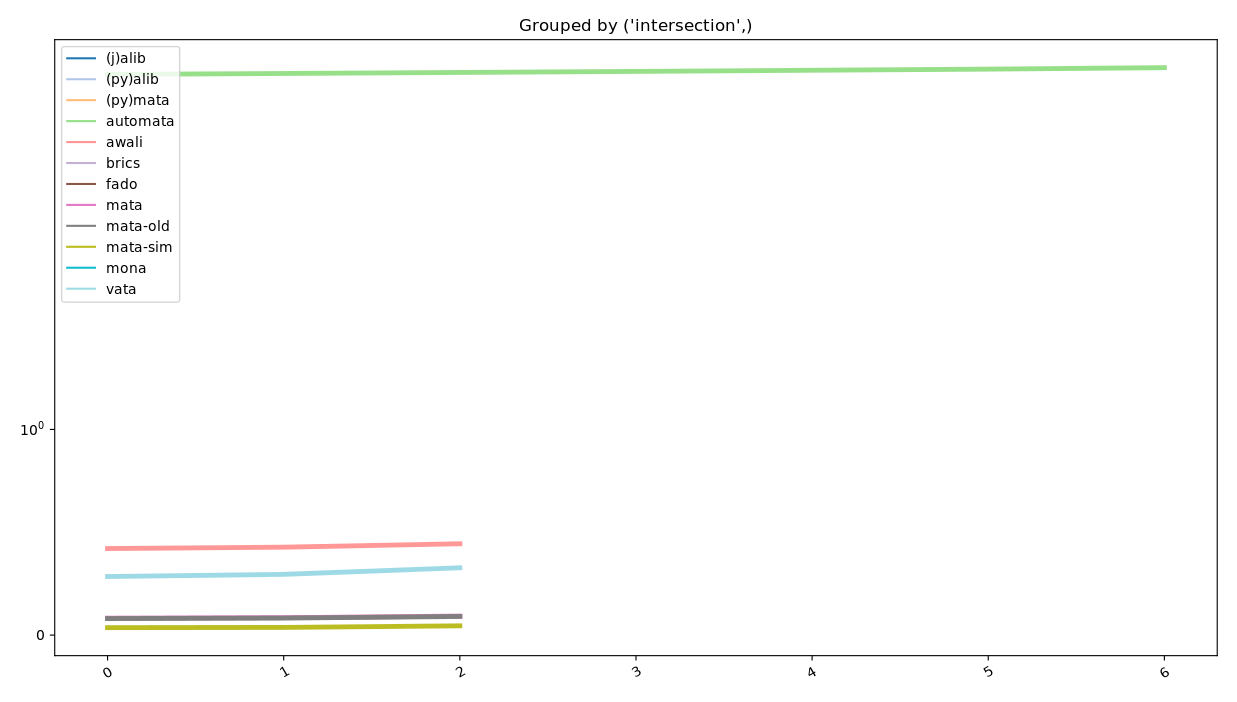 Grouped by ('intersection',)
(j)alib
(py)alib
(py)mata
automata
awali
brics
fado
mata
mata-old
mata-sim
mona
vata
10^0
0
0 1 2 3 4 5 6